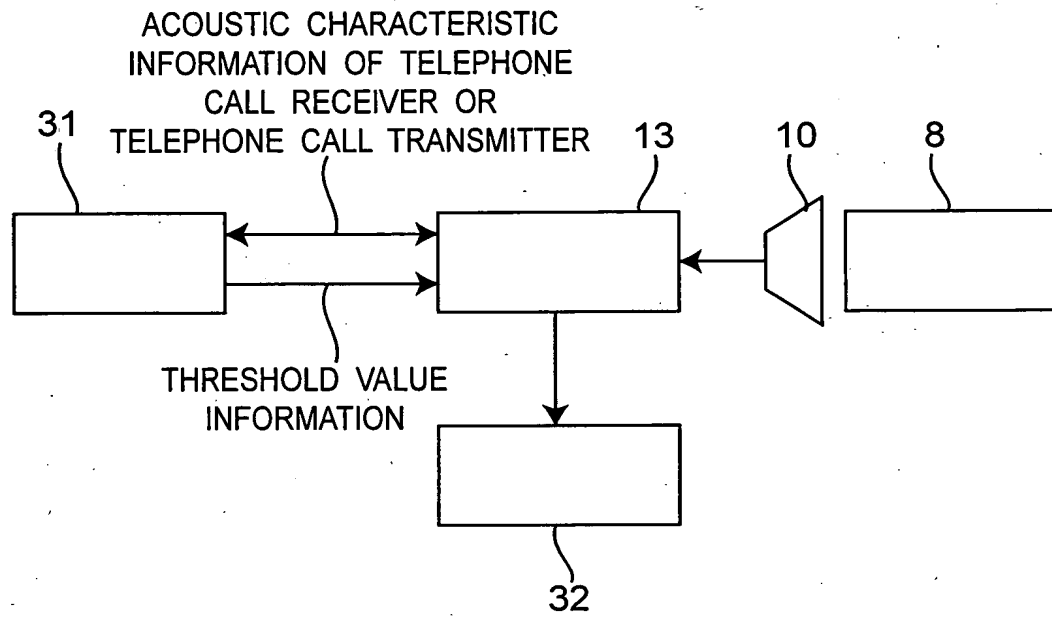 ACOUSTIC CHARACTERISTIC
INFORMATION OF TELEPHONE
CALL RECEIVER OR
TELEPHONE CALL TRANSMITTER
31
13
10
8
THRESHOLD VALUE
INFORMATION
32